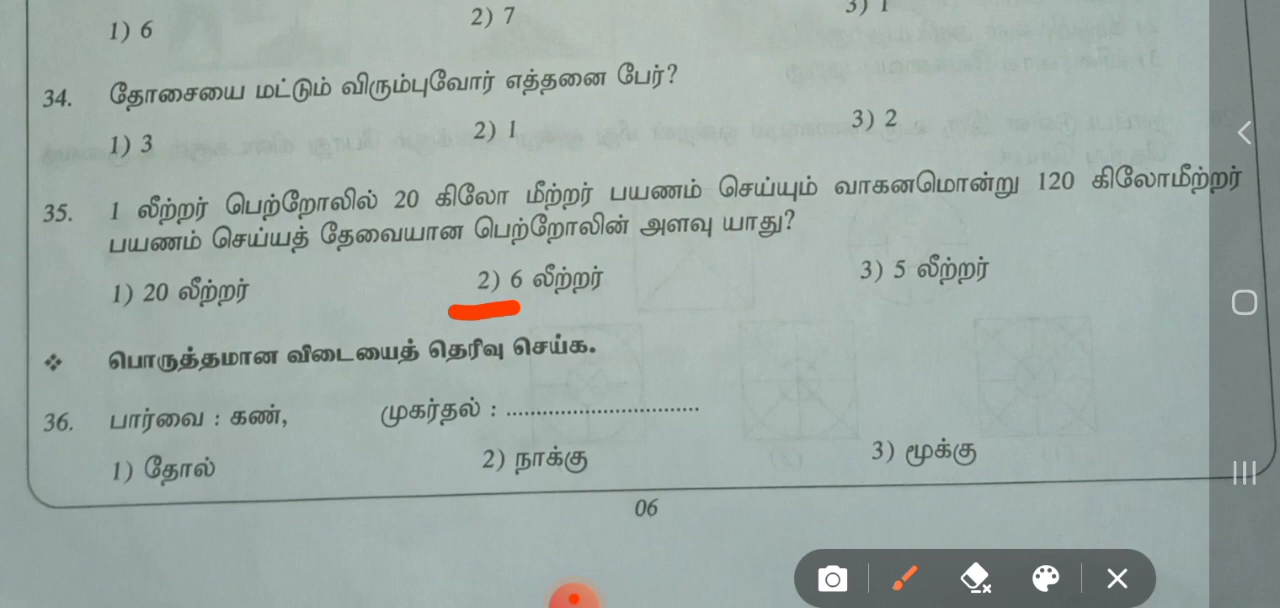 1) 6 2) 7 3) 1
34. தோசையை மட்டும் விரும்புவோர் எத்தனை பேர்?
1) 3 2) 1 3) 2
35. 1 லீற்றர் பெற்றோலில் 20 கிலோ மீற்றர் பயணம் செய்யும் வாகனமொன்று 120 கிலோமீற்றர்
பயணம் செய்யத் தேவையான பெற்றோலின் அளவு யாது?
1) 20 லீற்றர் 2) 6 லீற்றர் 3) 5 லீற்றர்
❖ பொருத்தமான விடையைத் தெரிவு செய்க.
36. பார்வை : கண், முகர்தல் : ................................
1) தோல் 2) நாக்கு 3) மூக்கு
06